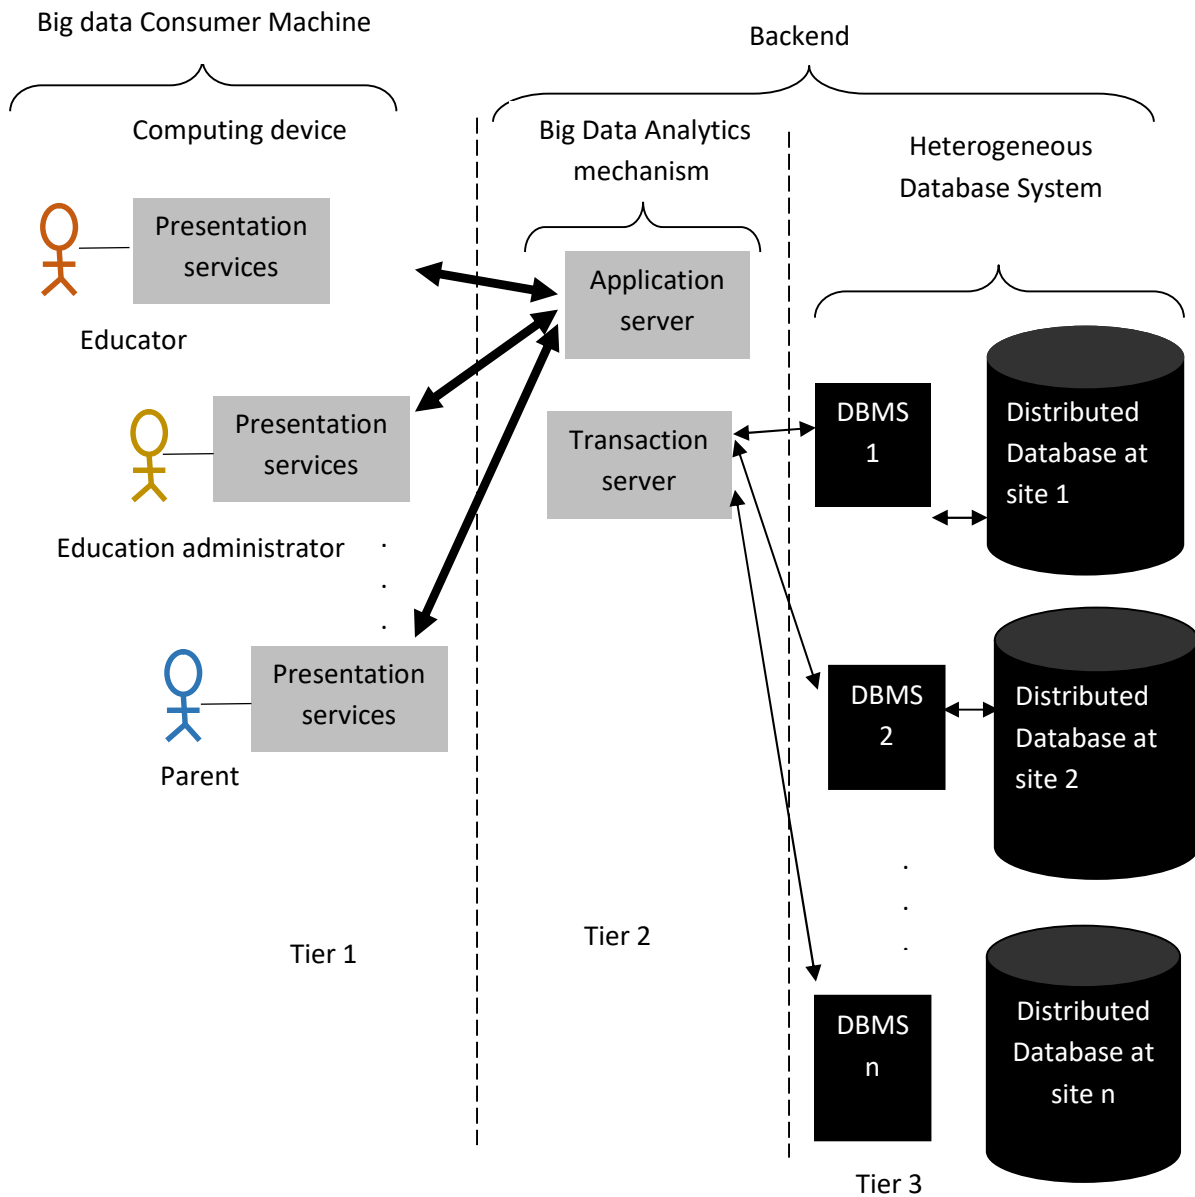 Big data Consumer Machine
Backend
Computing device
Big Data Analytics
mechanism
Heterogeneous
Database System
Presentation
services
Educator
Presentation
services
Education administrator
.
.
.
Presentation
services
Parent
Application
server
Transaction
server
DBMS
1
Distributed
Database at
site 1
DBMS
2
Distributed
Database at
site 2
.
.
.
DBMS
n
Distributed
Database at
site n
Tier 1
Tier 2
Tier 3